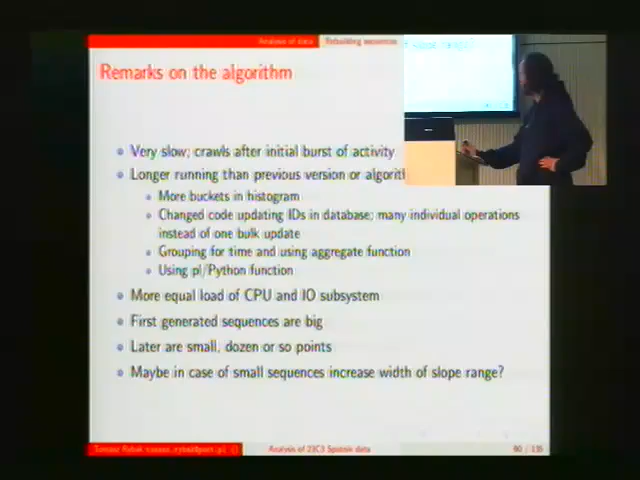 Analysis of data Rebuilding sequences
Remarks on the algorithm
Very slow; crawls after initial burst of activity
Longer running than previous version or algorit
More buckets in histogram
Changed code updating IDs in database; many individual operations
instead of one bulk update
Grouping for time and using aggregate function
Using pl/Python function
More equal load of CPU and IO subsystem
First generated sequences are big
Later are small, dozen or so points
Maybe in case of small sequences increase width of slope range?
Analysis of 23C3 Sputnik data